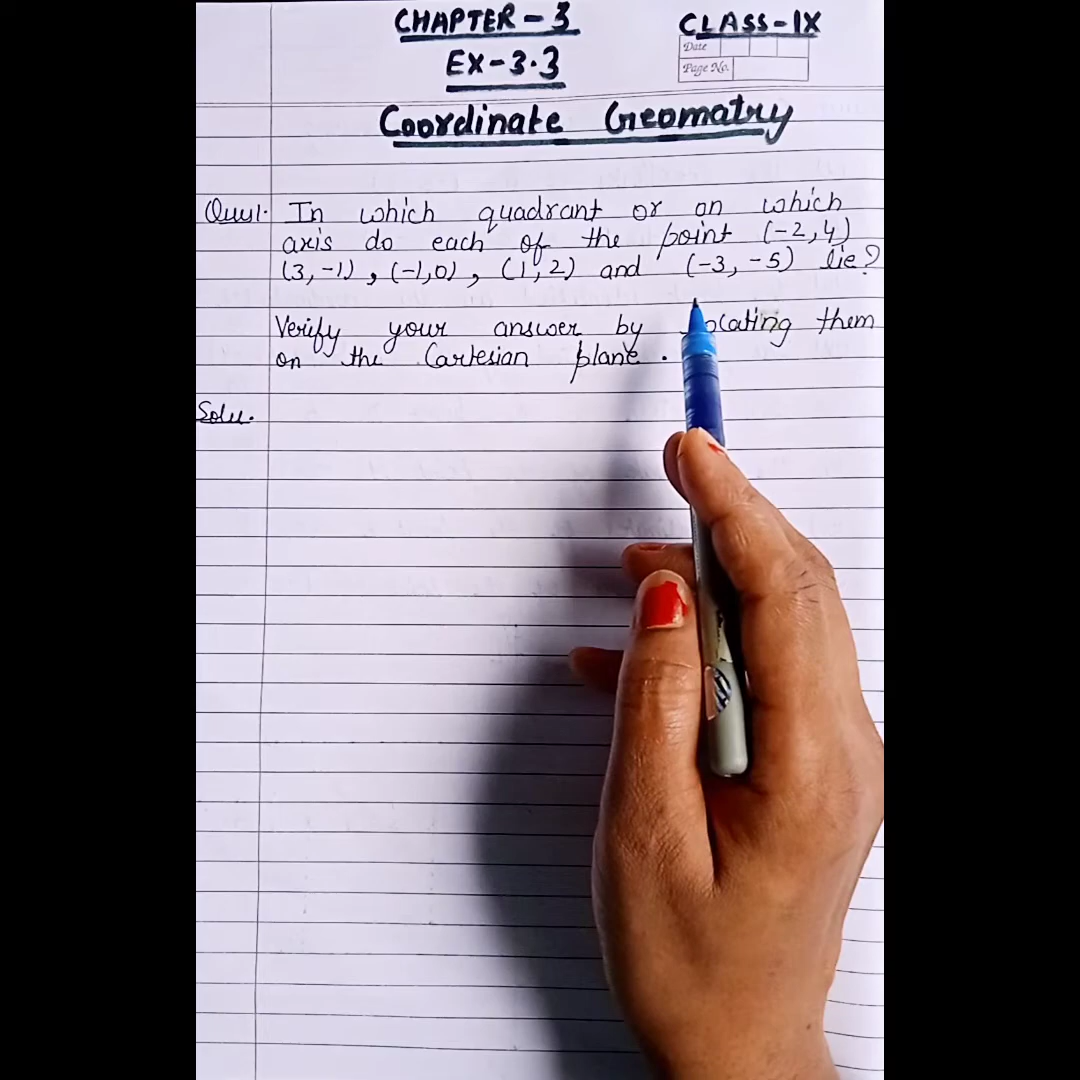 CHAPTER - 3
CLASS-IX
Date
EX-3.3
Page No.
Coordinate Geomatry
Ques1. In which quadrant or on which
axis do each of the point (-2,4)
(3,-1), (-1,0), (1,2) and (-3,-5) lie?
Verify your answer by locating them
on the Cartesian plane.
Solu.